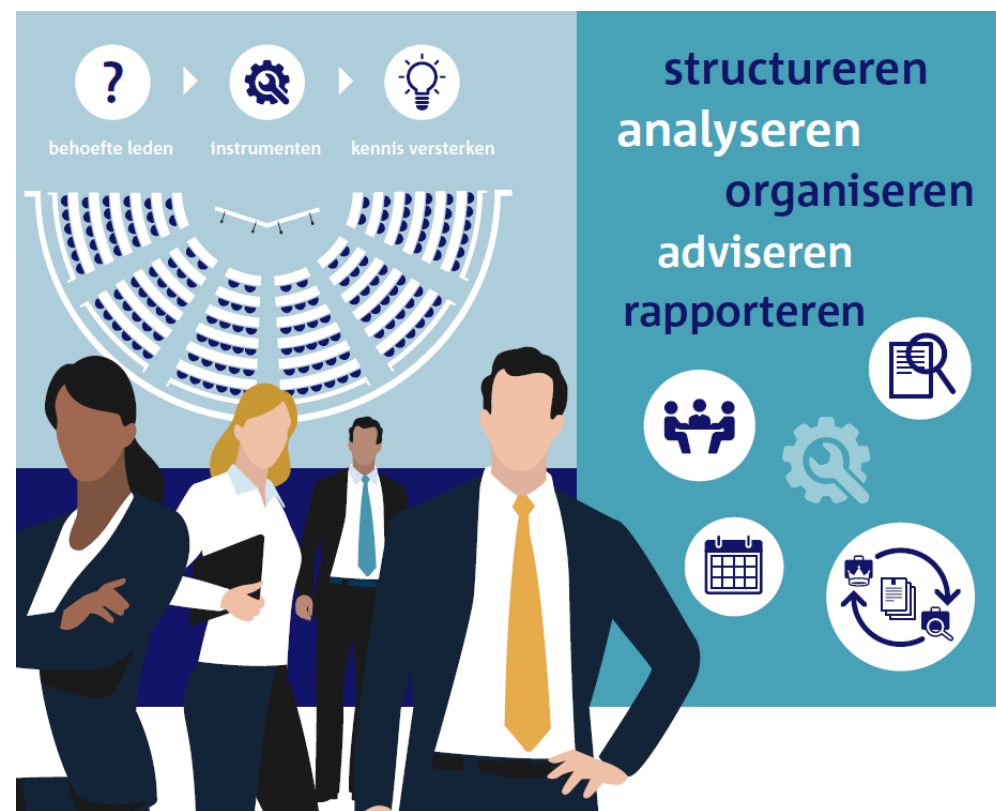 ?
behoefte leden
instrumenten
kennis versterken
structureren
analyseren
organiseren
adviseren
rapporteren